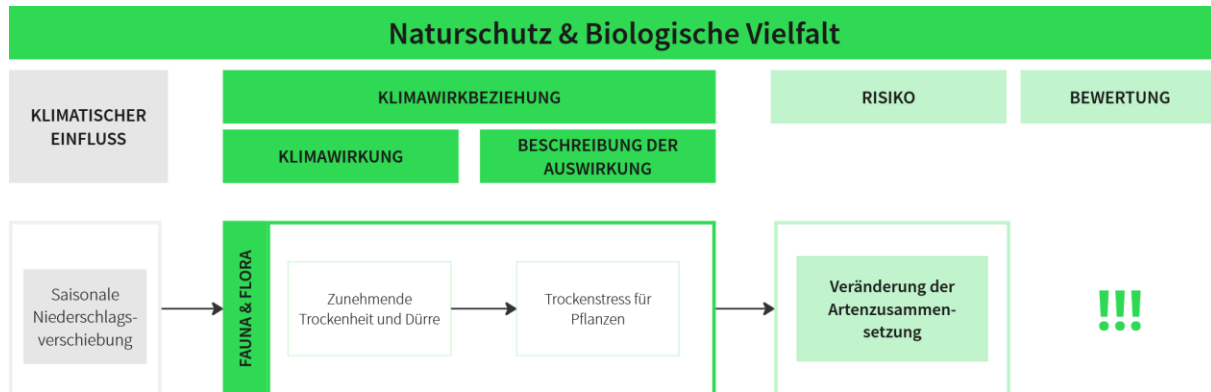 Naturschutz & Biologische Vielfalt
KLIMATISCHER
EINFLUSS
KLIMAWIRKBEZIEHUNG
RISIKO
BEWERTUNG
KLIMAWIRKUNG
BESCHREIBUNG DER
AUSWIRKUNG
Saisonale
Niederschlags-
verschiebung
FAUNA & FLORA
Zunehmende
Trockenheit und Dürre
Trockenstress für
Pflanzen
Veränderung der
Artenzusammen-
setzung
!!!